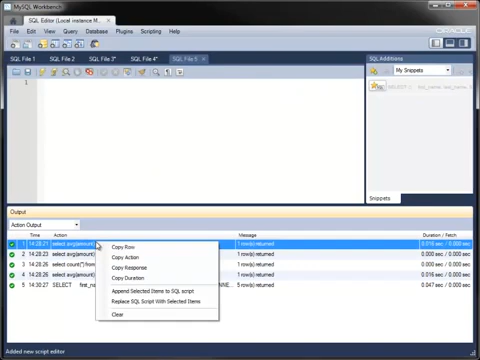 MySQL Workbench
SQL Editor (Local instance M...
File Edit View Query Database Plugins Scripting Help
SQL File 1 SQL File 2 SQL File 3* SQL File 4* SQL File 5
SQL Additions
My Snippets
1
Snippets
Output
Action Output
Time Action Message Duration / Fetch
1 14:28:21 select avg(amount) 1 row(s) returned 0.016 sec / 0.000 sec
2 14:28:23 select avg(amount) 1 row(s) returned 0.000 sec / 0.000 sec
3 14:28:26 select count(*) from 1 row(s) returned 0.000 sec / 0.000 sec
4 14:28:26 select avg(amount) 1 row(s) returned 0.000 sec / 0.000 sec
5 14:30:27 SELECT 5 row(s) returned 0.047 sec / 0.000 sec
Copy Row
Copy Action
Copy Response
Copy Duration
Append Selected Items to SQL script
Replace SQL Script With Selected Items
Clear
Added new script editor